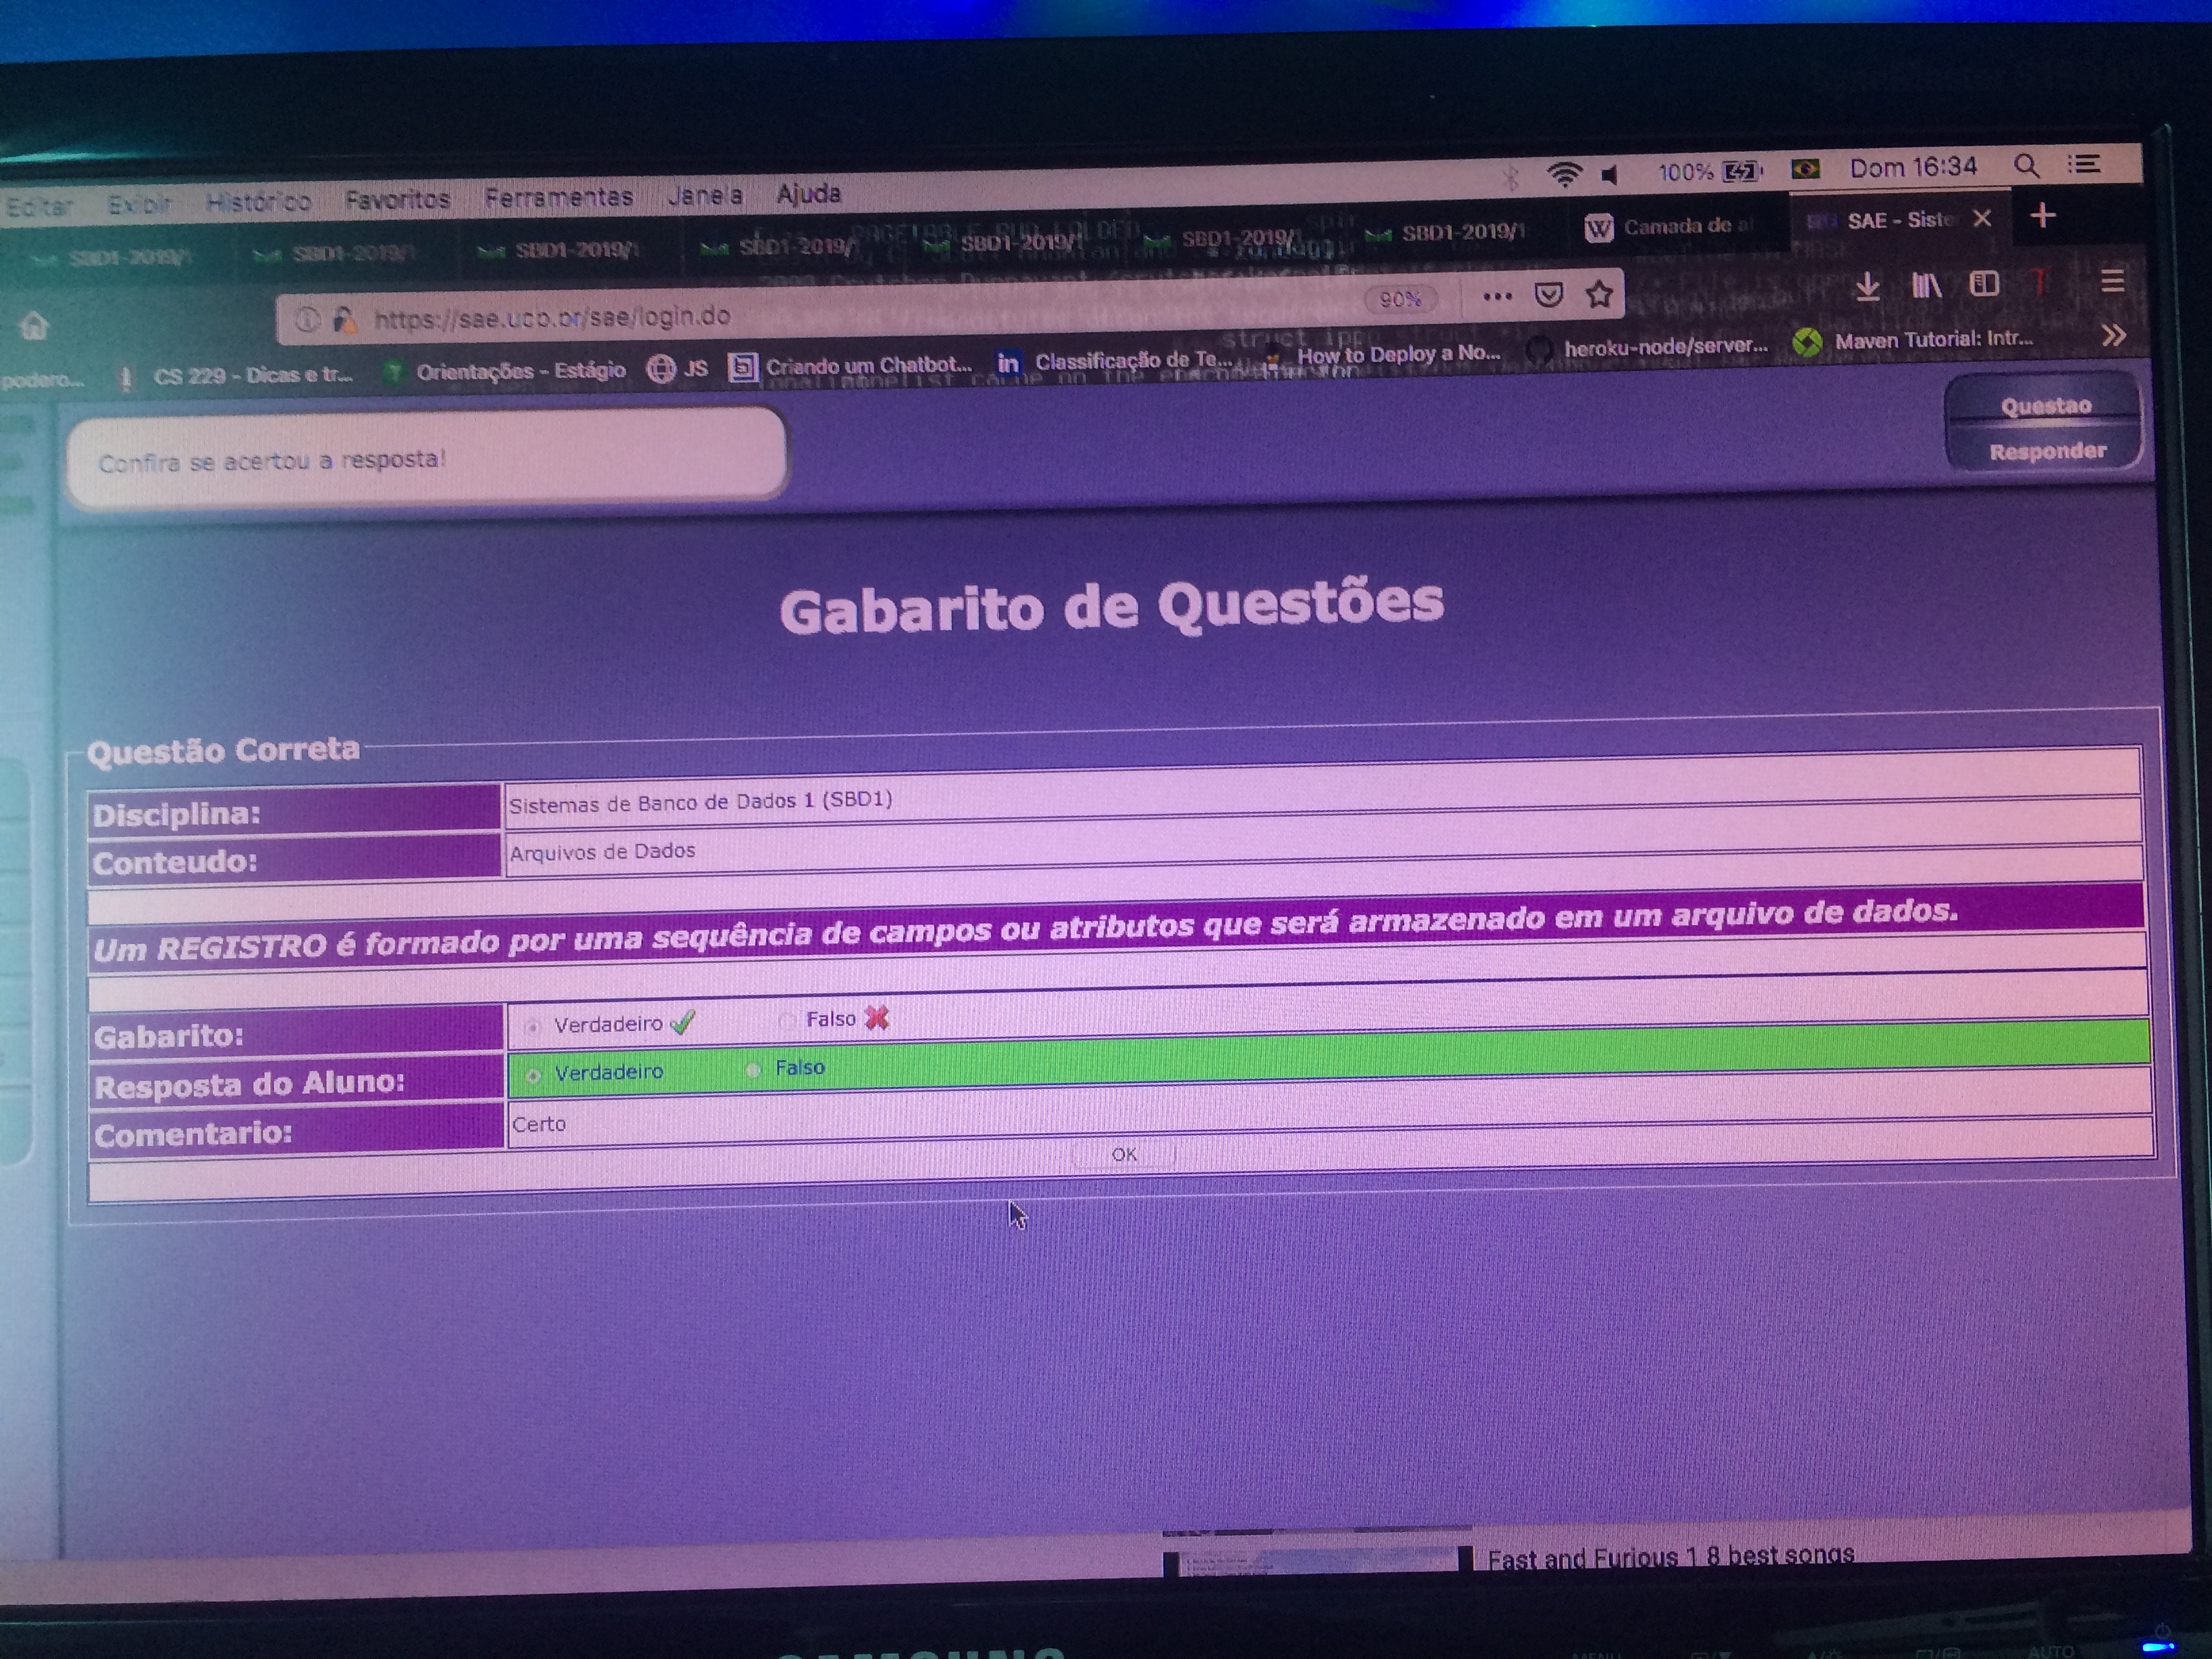 Editar Exibir Histórico Favoritos Ferramentas Janela Ajuda 100% Dom 16:34
SBD1-2019/1 SBD1-2019/1 SBD1-2019/1 SBD1-2019/ SBD1-2019/1 SBD1-2019/1 SBD1-2019/1 W Camada de a SAE - Siste
https://sae.ucb.br/sae/login.do 90%
podero... CS 229 - Dicas e tr... Orientações - Estágio JS Criando um Chatbot... in Classificação de Te... How to Deploy a No... heroku-node/server... Maven Tutorial: Intr...
Questao
Confira se acertou a resposta!
Responder
Gabarito de Questões
Questão Correta
Disciplina: Sistemas de Banco de Dados 1 (SBD1)
Conteudo: Arquivos de Dados
Um REGISTRO é formado por uma sequência de campos ou atributos que será armazenado em um arquivo de dados.
Gabarito: Verdadeiro Falso
Resposta do Aluno: Verdadeiro Falso
Comentario: Certo
OK
Fast and Furious 1 8 best songs
SAMSUNG
AUTO